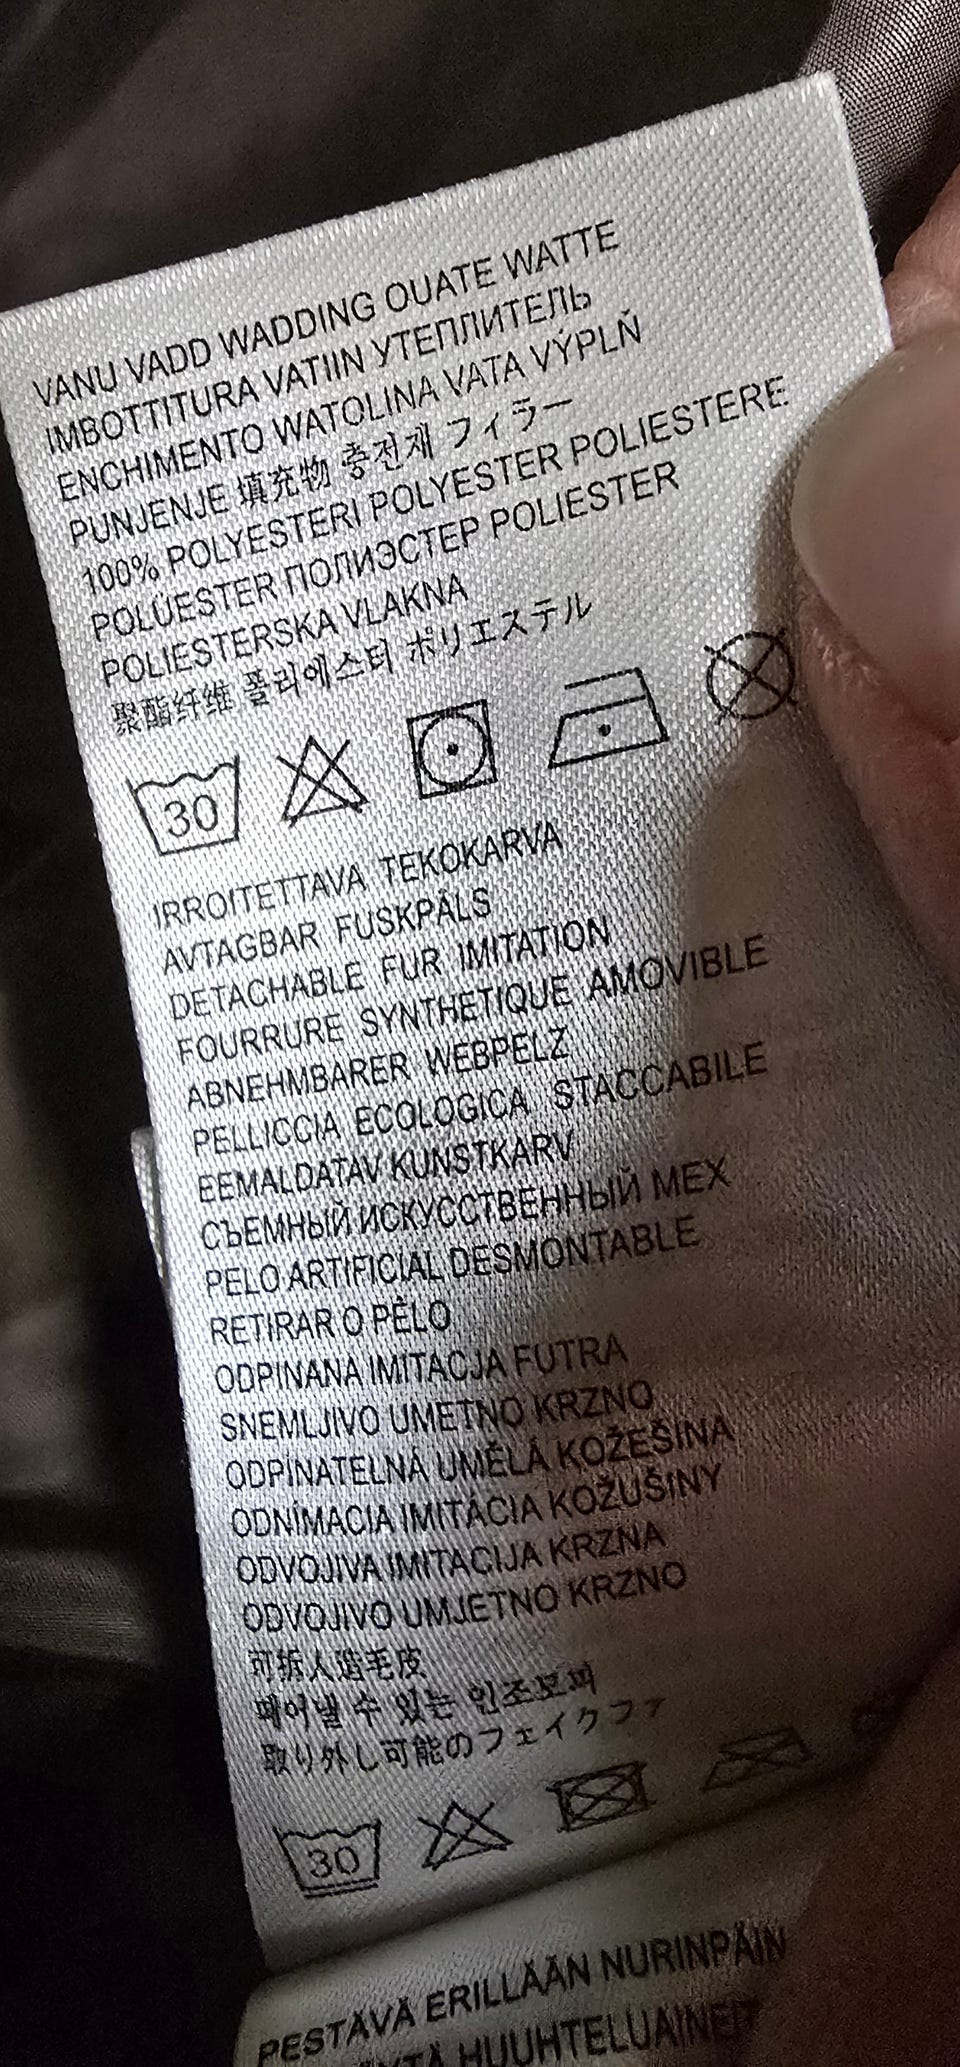 VANU VADD WADDING OUATE WATTE
IMBOTTITURA VATIIN УТЕПЛИТЕЛЬ
ENCHIMENTO WATOLINA VATA VÝPLŇ
PUNJENJE 填充物 충전재 フィラー
100% POLYESTERI POLYESTER POLIESTERE
POLÜESTER ПОЛИЭСТЕР POLIESTER
POLIESTERSKA VLAKNA
聚酯纤维 폴리에스터 ポリエステル
30
IRROITETTAVA TEKOKARVA
AVTAGBAR FUSKPÄLS
DETACHABLE FUR IMITATION
FOURRURE SYNTHETIQUE AMOVIBLE
ABNEHMBARER WEBPELZ
PELLICCIA ECOLOGICA STACCABILE
EEMALDATAV KUNSTKARV
СЪЕМНЫЙ ИСКУССТВЕННЫЙ МЕХ
PELO ARTIFICIAL DESMONTABLE
RETIRAR O PÈLO
ODPINANA IMITACJA FUTRA
SNEMLJIVO UMETNO KRZNO
ODPÍNATELNÁ UMĚLÁ KOŽEŠINA
ODNÍMACIA IMITÁCIA KOŽUŠINY
ODVOJIVA IMITACIJA KRZNA
ODVOJIVO UMJETNO KRZNO
可拆人造毛皮
떼어낼 수 있는 인조모피
取り外し可能のフェイクファ
30
PESTÄVÄ ERILLÄÄN NURINPÄIN
HUUHTELUAINEIT